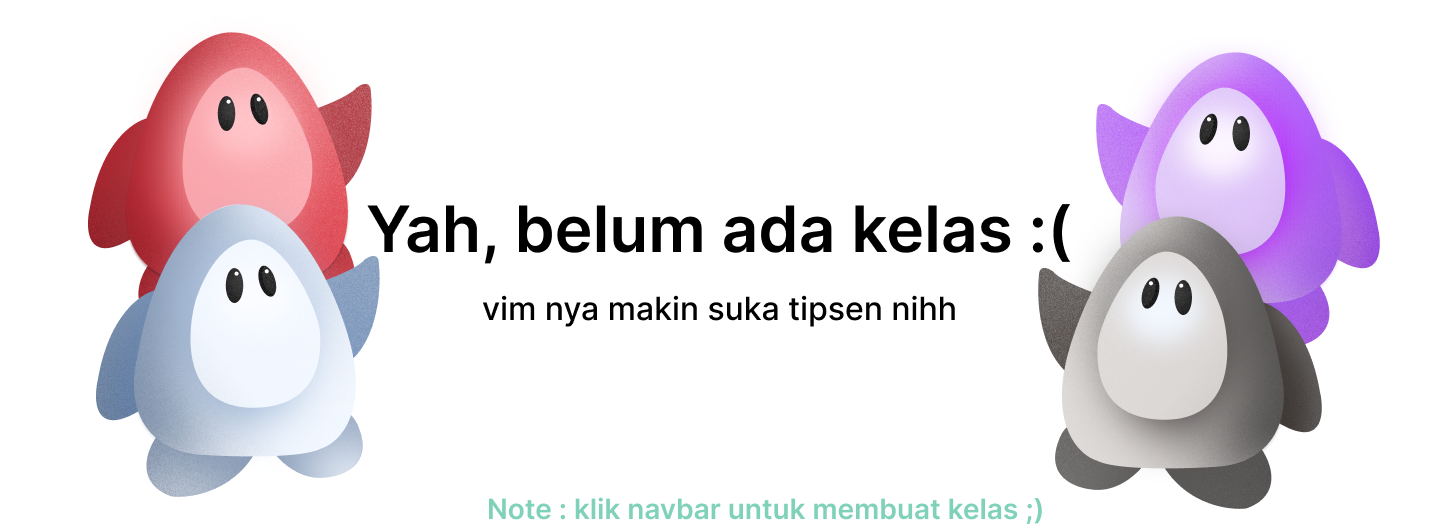 Yah, belum ada kelas :(
vim nya makin suka tipsen nihh
Note : klik navbar untuk membuat kelas ;)